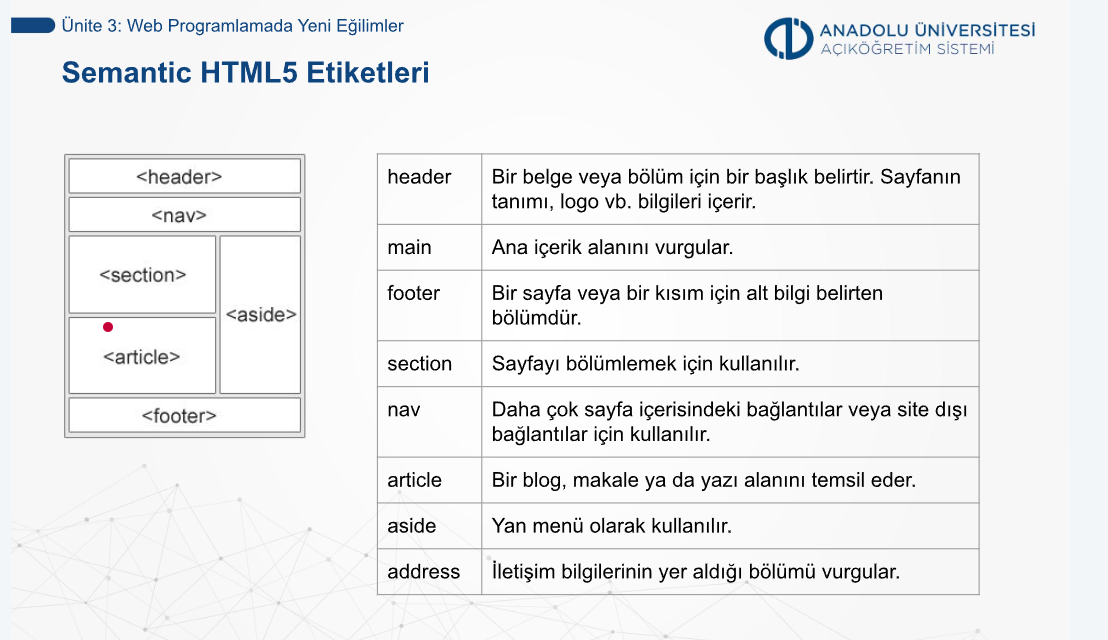 Ünite 3: Web Programlamada Yeni Eğilimler
ANADOLU ÜNİVERSİTESİ
AÇIKÖĞRETİM SİSTEMİ
Semantic HTML5 Etiketleri
<header>
<nav>
<section>
<aside>
<article>
<footer>
header
Bir belge veya bölüm için bir başlık belirtir. Sayfanın
tanımı, logo vb. bilgileri içerir.
main
Ana içerik alanını vurgular.
footer
Bir sayfa veya bir kısım için alt bilgi belirten
bölümdür.
section
Sayfayı bölümlemek için kullanılır.
nav
Daha çok sayfa içerisindeki bağlantılar veya site dışı
bağlantılar için kullanılır.
article
Bir blog, makale ya da yazı alanını temsil eder.
aside
Yan menü olarak kullanılır.
address
İletişim bilgilerinin yer aldığı bölümü vurgular.